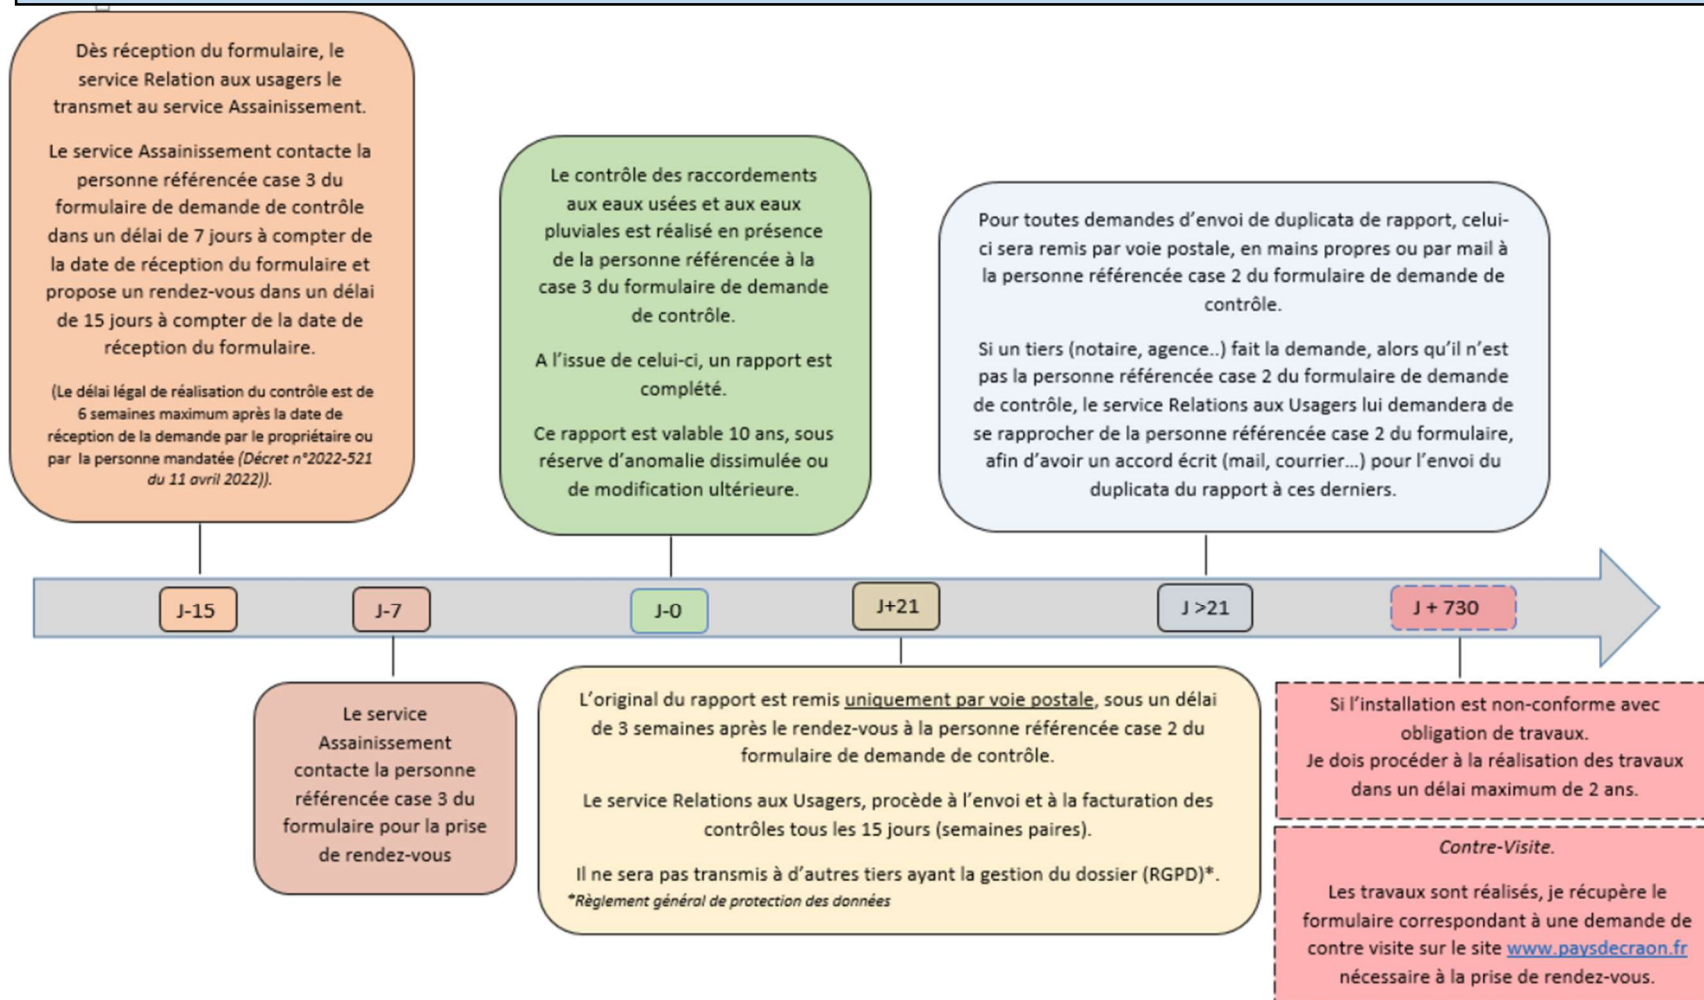 Dès réception du formulaire, le
service Relation aux usagers le
transmet au service Assainissement.
Le service Assainissement contacte la
personne référencée case 3 du
formulaire de demande de contrôle
dans un délai de 7 jours à compter de
la date de réception du formulaire et
propose un rendez-vous dans un délai
de 15 jours à compter de la date de
réception du formulaire.
(Le délai légal de réalisation du contrôle est de
6 semaines maximum après la date de
réception de la demande par le propriétaire ou
par la personne mandatée (Décret n°2022-521
du 11 avril 2022)).
Le contrôle des raccordements
aux eaux usées et aux eaux
pluviales est réalisé en présence
de la personne référencée à la
case 3 du formulaire de demande
de contrôle.
A l’issue de celui-ci, un rapport est
complété.
Ce rapport est valable 10 ans, sous
réserve d’anomalie dissimulée ou
de modification ultérieure.
Pour toutes demandes d’envoi de duplicata de rapport, celui-
ci sera remis par voie postale, en mains propres ou par mail à
la personne référencée case 2 du formulaire de demande de
contrôle.
Si un tiers (notaire, agence..) fait la demande, alors qu’il n’est
pas la personne référencée case 2 du formulaire de demande
de contrôle, le service Relations aux Usagers lui demandera de
se rapprocher de la personne référencée case 2 du formulaire,
afin d’avoir un accord écrit (mail, courrier…) pour l’envoi du
duplicata du rapport à ces derniers.
J-15
J-7
J-0
J+21
J >21
J + 730
Le service
Assainissement
contacte la personne
référencée case 3 du
formulaire pour la prise
de rendez-vous
L’original du rapport est remis uniquement par voie postale, sous un délai
de 3 semaines après le rendez-vous à la personne référencée case 2 du
formulaire de demande de contrôle.
Le service Relations aux Usagers, procède à l’envoi et à la facturation des
contrôles tous les 15 jours (semaines paires).
Il ne sera pas transmis à d’autres tiers ayant la gestion du dossier (RGPD)*.
*Règlement général de protection des données
Si l’installation est non-conforme avec
obligation de travaux.
Je dois procéder à la réalisation des travaux
dans un délai maximum de 2 ans.
Contre-Visite.
Les travaux sont réalisés, je récupère le
formulaire correspondant à une demande de
contre visite sur le site www.paysdecraon.fr
nécessaire à la prise de rendez-vous.